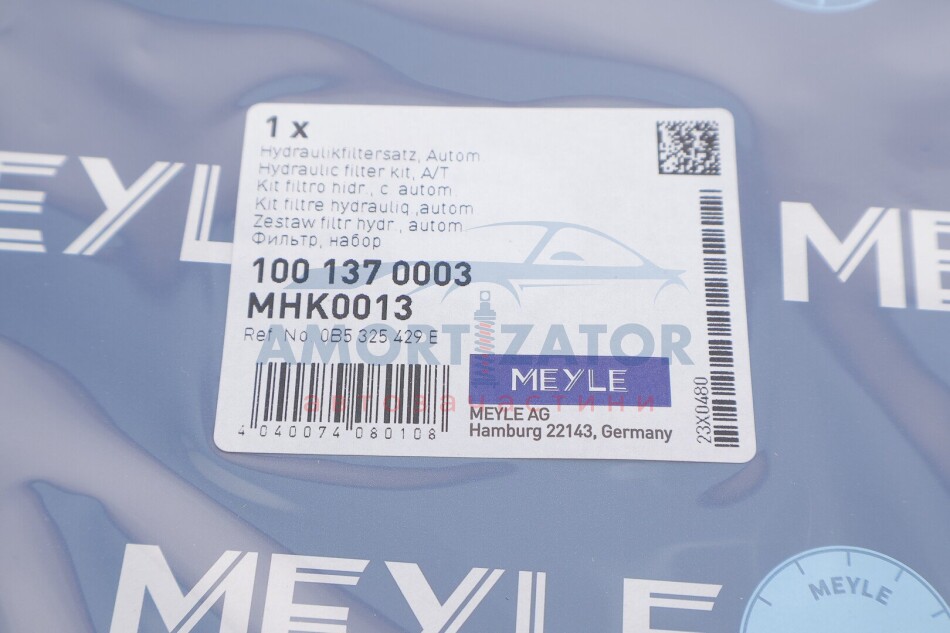 1 x
Hydraulikfiltersatz, Autom
Hydraulic filter kit, A/T
Kit filtro hidr., c autom
Kit filtre hydrauliq ,autom
Zestaw filtr hydr., autom
Фильтр, набор
100 137 0003
MHK0013
Ref. No. 0B5 325 429 E
AMORTIZATOR
автозапчастини
4 040074 080108
MEYLE
MEYLE AG
Hamburg 22143, Germany
23X0480
EYL
ME
MEYLE
MEYLE